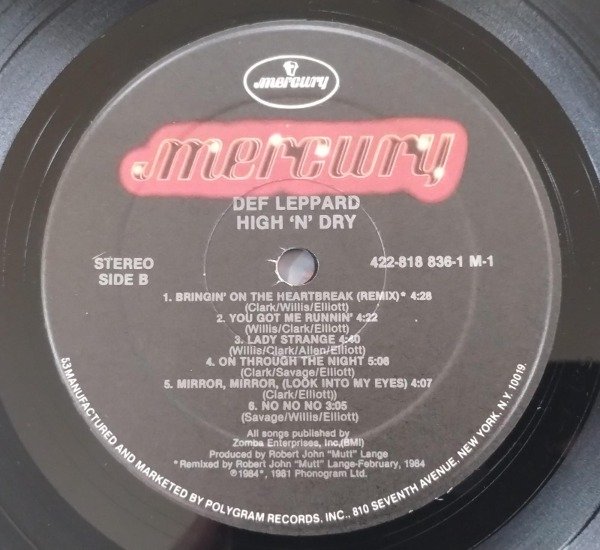 mercury
mercury
DEF LEPPARD
HIGH 'N' DRY
STEREO
SIDE B
422-818 836-1 M-1
1. BRINGIN' ON THE HEARTBREAK (REMIX)* 4:28
(Clark/Willis/Elliott)
2. YOU GOT ME RUNNIN' 4:22
(Willis/Clark/Elliott)
3. LADY STRANGE 4:40
(Willis/Clark/Allen/Elliott)
4. ON THROUGH THE NIGHT 5:06
(Clark/Savage/Elliott)
5. MIRROR, MIRROR, (LOOK INTO MY EYES) 4:07
(Clark/Elliott)
6. NO NO NO 3:05
(Savage/Willis/Elliott)
All songs published by
Zomba Enterprises, Inc,(BMI)
Produced by Robert John "Mutt" Lange
*Remixed by Robert John "Mutt" Lange-February, 1984
℗1984*, 1981 Phonogram Ltd.
53 MANUFACTURED AND MARKETED BY POLYGRAM RECORDS, INC., 810 SEVENTH AVENUE, NEW YORK, N.Y. 10019.